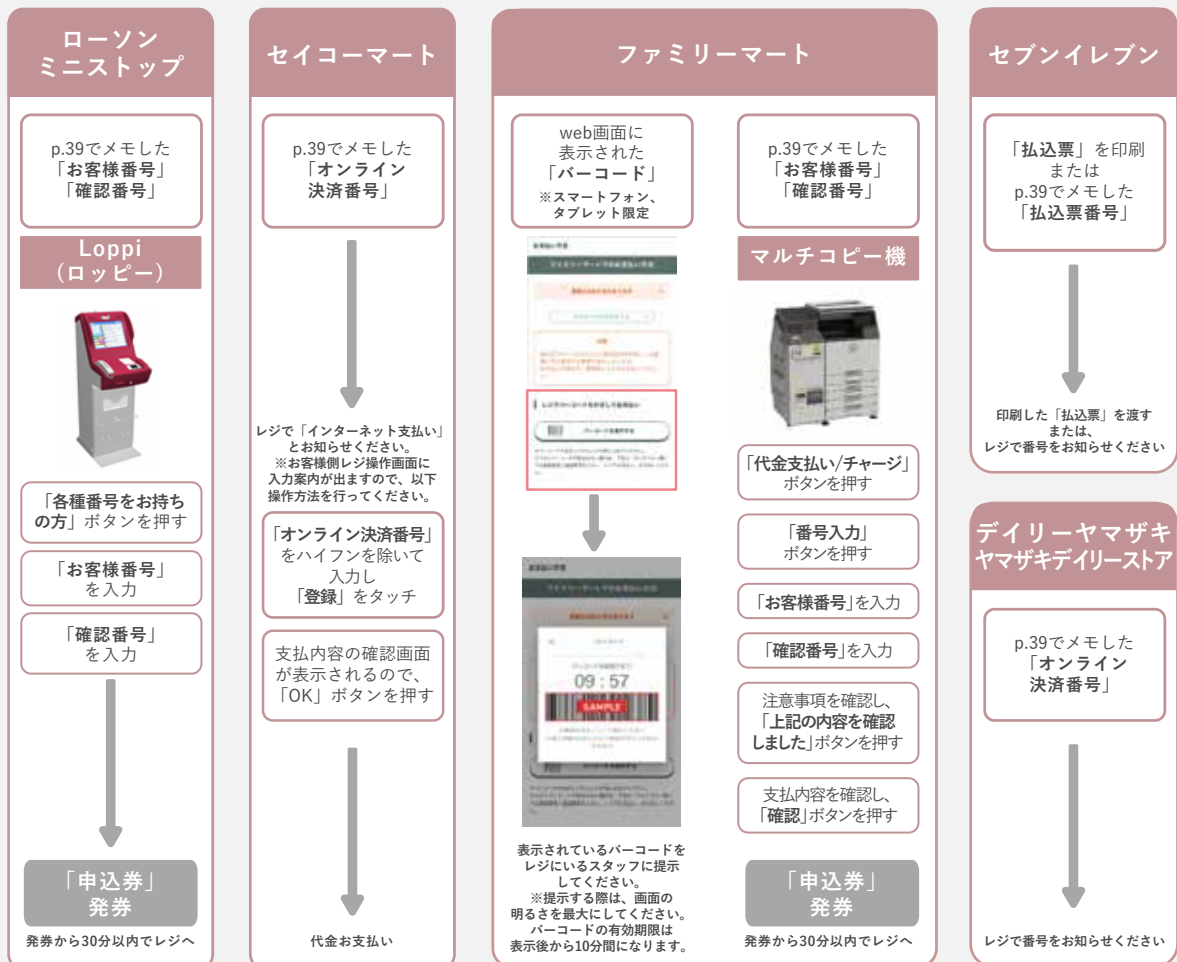 ローソン
ミニストップ
p.39でメモした
「お客様番号」
「確認番号」
Loppi
（ロッピー）
「各種番号をお持ち
の方」ボタンを押す
「お客様番号」
を入力
「確認番号」
を入力
「申込券」
発券
発券から30分以内でレジへ
セイコーマート
p.39でメモした
「オンライン
決済番号」
レジで「インターネット支払い」
とお知らせください。
※お客様側レジ操作画面に
入力案内が出ますので、以下
操作方法を行ってください。
「オンライン決済番号」
をハイフンを除いて
入力し
「登録」をタッチ
支払内容の確認画面
が表示されるので、
「OK」ボタンを押す
代金お支払い
ファミリーマート
web画面に
表示された
「バーコード」
※スマートフォン、
タブレット限定
09：57
SAMPLE
表示されているバーコードを
レジにいるスタッフに提示
してください。
※提示する際は、画面の
明るさを最大にしてください。
バーコードの有効期限は
表示後から10分間になります。
p.39でメモした
「お客様番号」
「確認番号」
マルチコピー機
「代金支払い/チャージ」
ボタンを押す
「番号入力」
ボタンを押す
「お客様番号」を入力
「確認番号」を入力
注意事項を確認し、
「上記の内容を確認
しました」ボタンを押す
支払内容を確認し、
「確認」ボタンを押す
「申込券」
発券
発券から30分以内でレジへ
セブンイレブン
「払込票」を印刷
または
p.39でメモした
「払込票番号」
印刷した「払込票」を渡す
または、
レジで番号をお知らせください
デイリーヤマザキ
ヤマザキデイリーストア
p.39でメモした
「オンライン
決済番号」
レジで番号をお知らせください